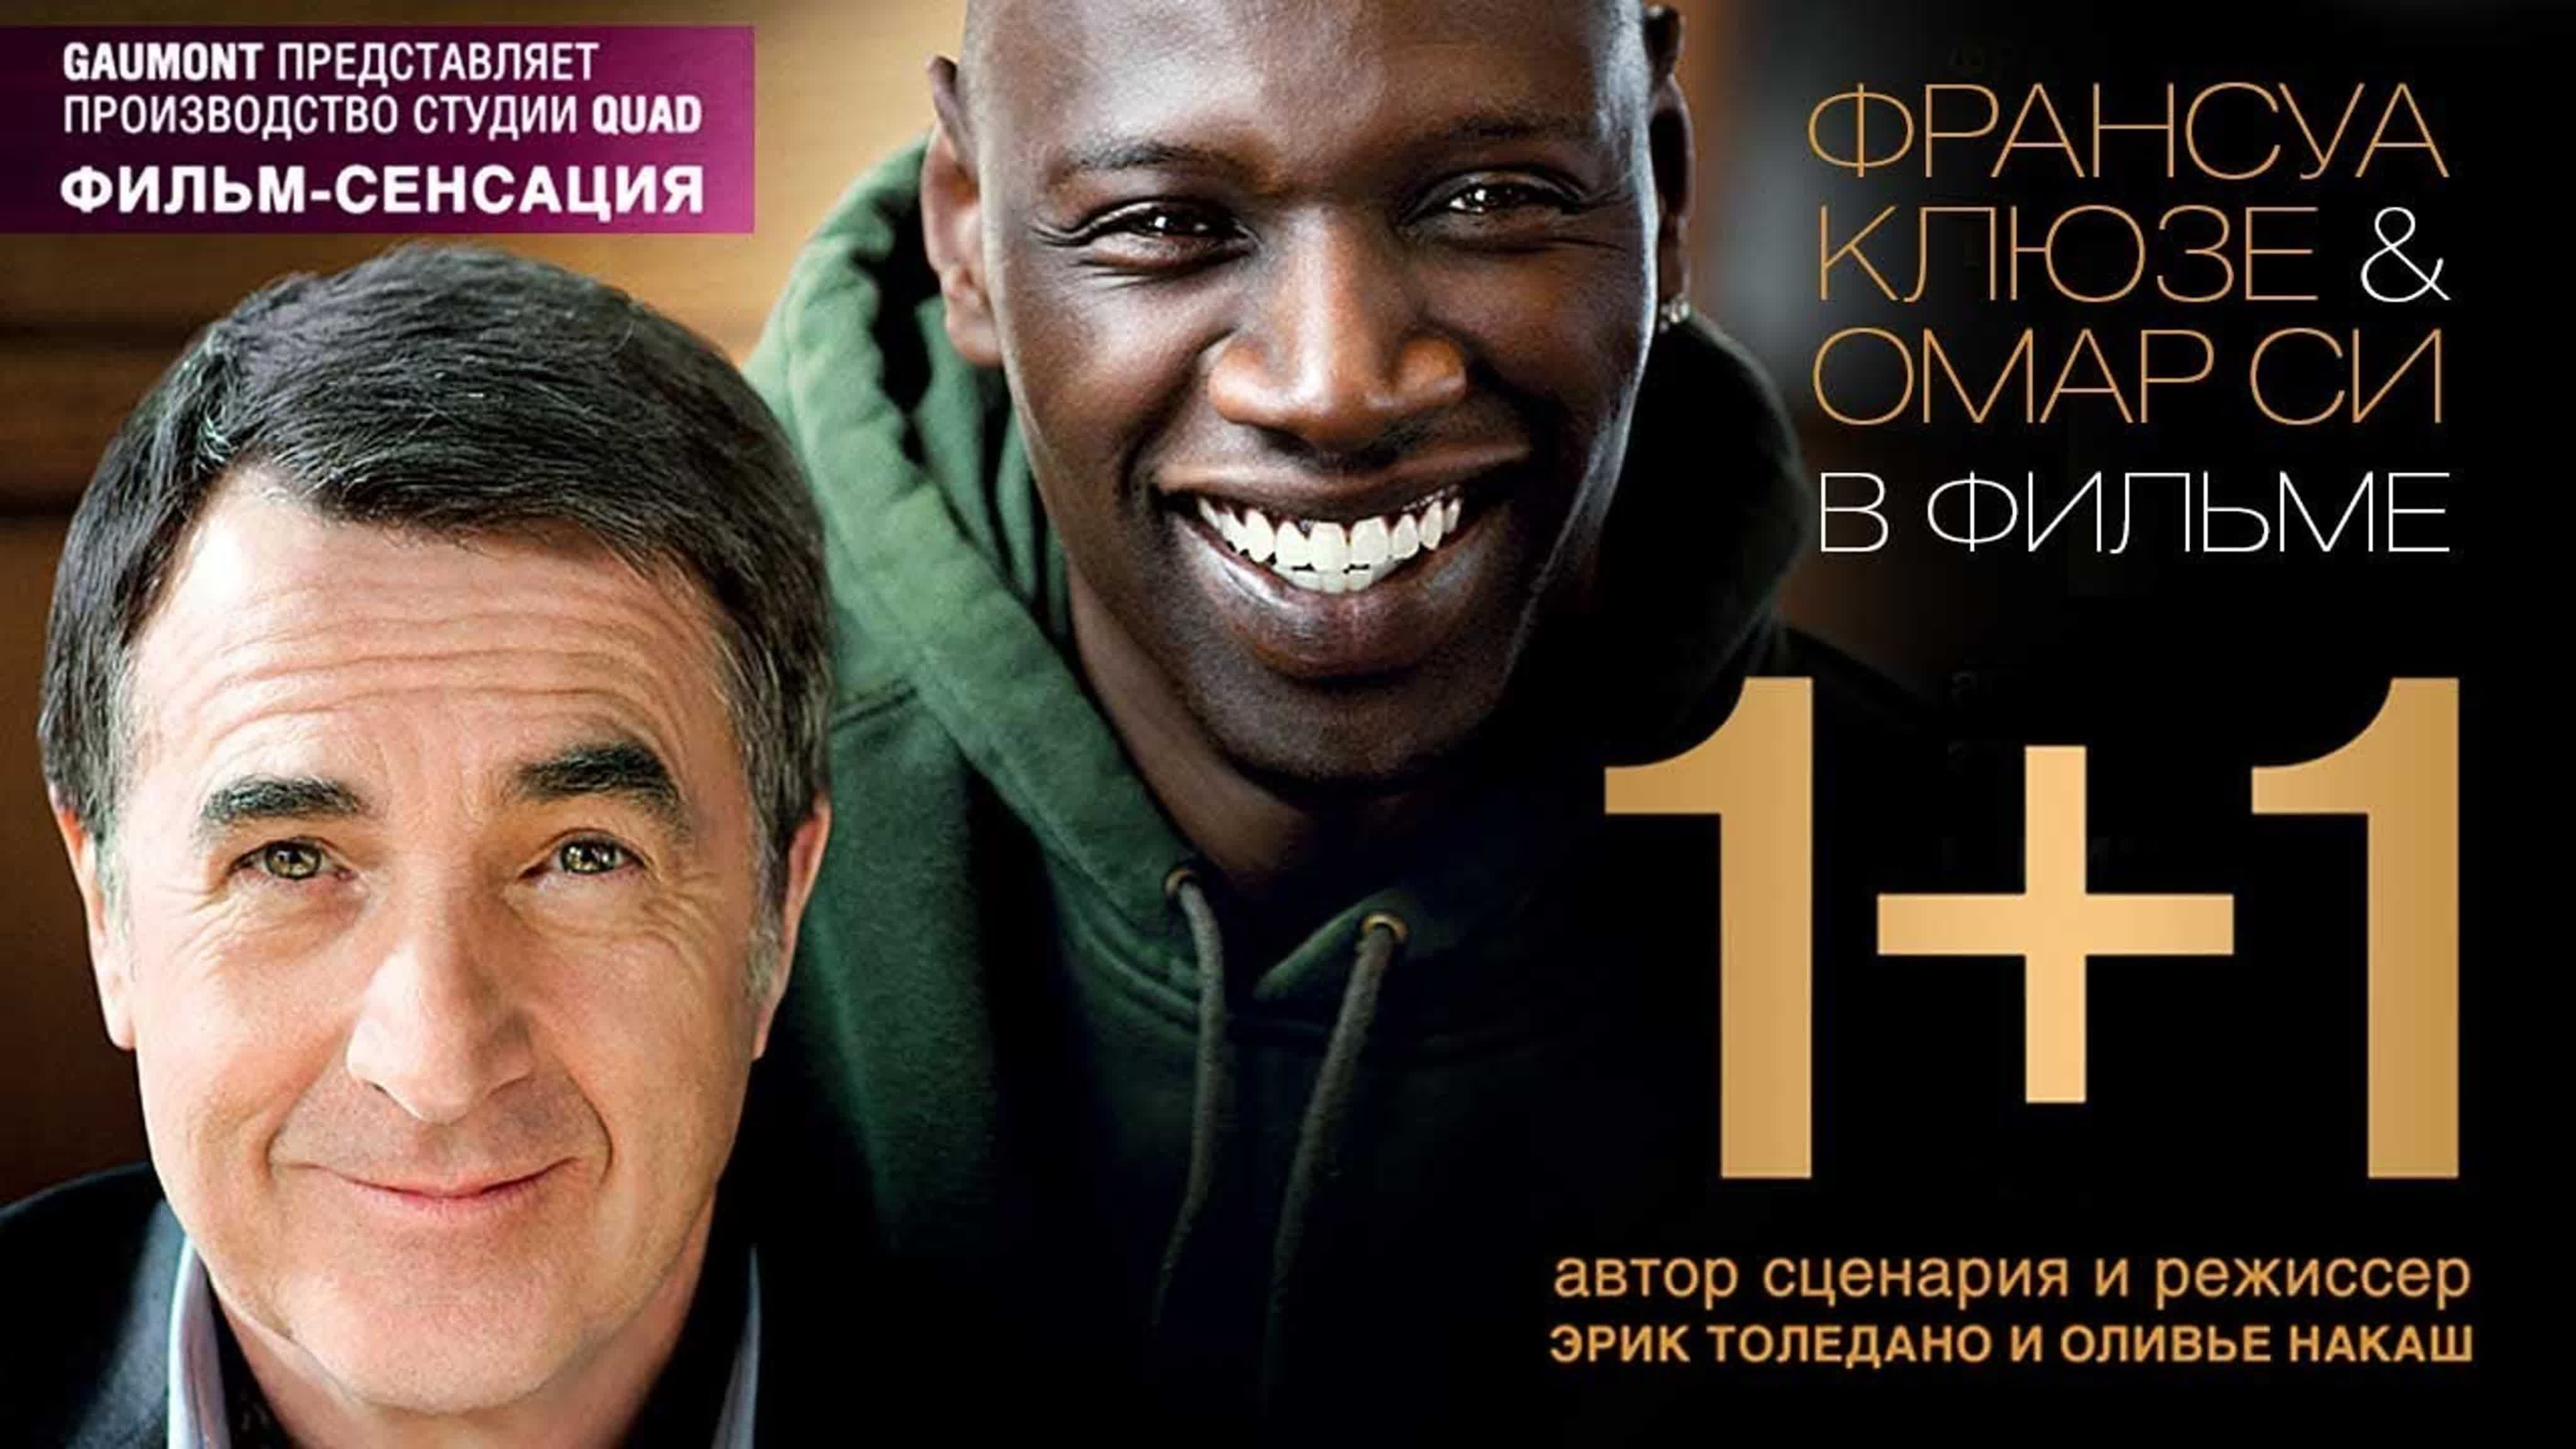 GAUMONT ПРЕДСТАВЛЯЕТ
ПРОИЗВОДСТВО СТУДИИ QUAD
ФИЛЬМ-СЕНСАЦИЯ
ФРАНСУА
КЛЮЗЕ &
ОМАР СИ
В ФИЛЬМЕ
1+1
автор сценария и режиссер
ЭРИК ТОЛЕДАНО И ОЛИВЬЕ НАКАШ